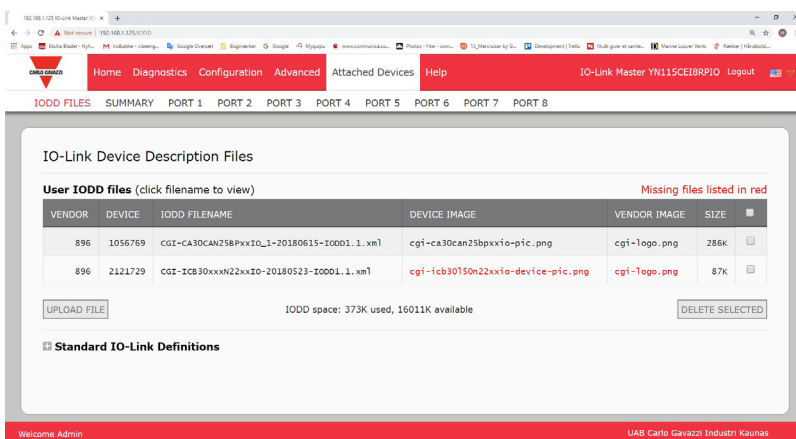 192.168.1.125 IO-Link Master IO
Not secure | 192.168.1.125/IODD
Apps
Google Oversæt
Bogmærker
Google
Photos
Development | Trello
CARLO GAVAZZI
Home Diagnostics Configuration Advanced Attached Devices Help
IO-Link Master YN115CEI8RPIO Logout
IODD FILES SUMMARY PORT 1 PORT 2 PORT 3 PORT 4 PORT 5 PORT 6 PORT 7 PORT 8
IO-Link Device Description Files
User IODD files (click filename to view) Missing files listed in red
VENDOR DEVICE IODD FILENAME DEVICE IMAGE VENDOR IMAGE SIZE
896 1056769 CGI-CA30CAN25BPxxIO_1-20180615-IODD1.1.xml cgi-ca30can25bpxxio-pic.png cgi-logo.png 286K
896 2121729 CGI-ICB30xxxN22xxIO-20180523-IODD1.1.xml cgi-icb30l50n22xxio-device-pic.png cgi-logo.png 87K
UPLOAD FILE IODD space: 373K used, 16011K available DELETE SELECTED
Standard IO-Link Definitions
Welcome Admin UAB Carlo Gavazzi Industri Kaunas